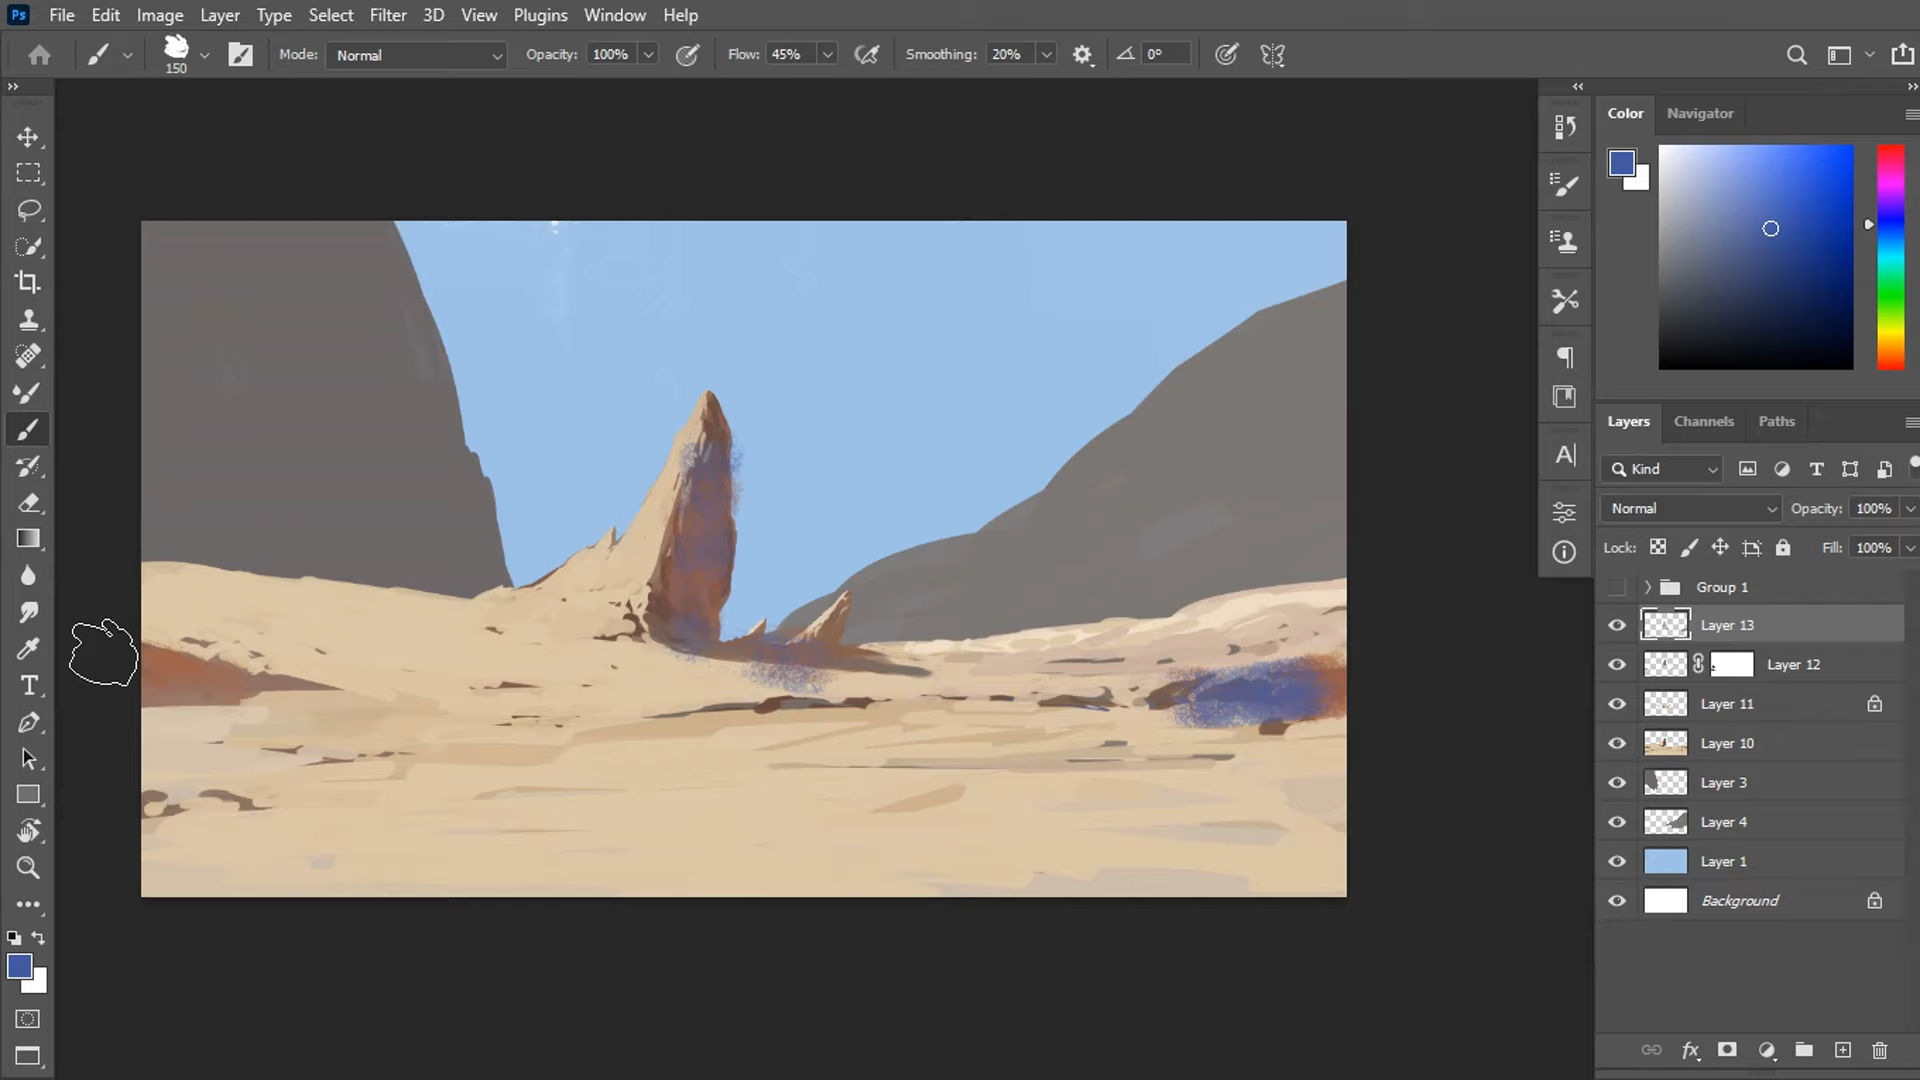 Ps File Edit Image Layer Type Select Filter 3D View Plugins Window Help
150 Mode: Normal Opacity: 100% Flow: 45% Smoothing: 20% 0°
Color Navigator
Layers Channels Paths
Kind
Normal Opacity: 100%
Lock: Fill: 100%
Group 1
Layer 13
Layer 12
Layer 11
Layer 10
Layer 3
Layer 4
Layer 1
Background